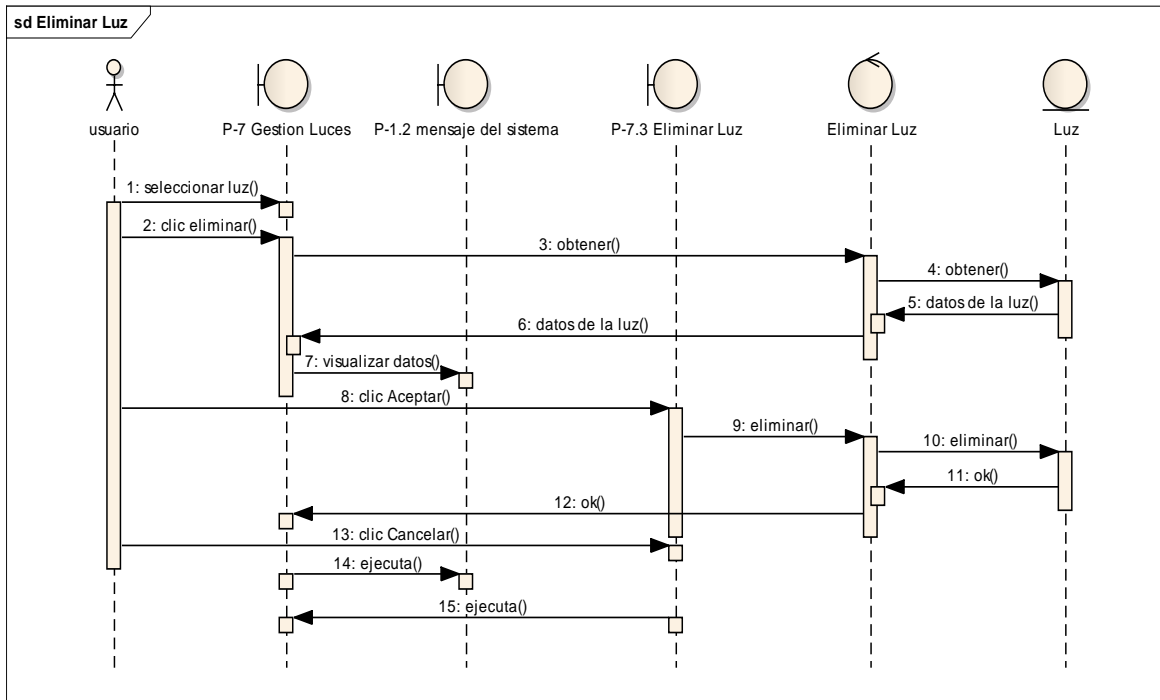 sd Eliminar Luz
usuario
P-7 Gestion Luces
P-1.2 mensaje del sistema
P-7.3 Eliminar Luz
Eliminar Luz
Luz
1: seleccionar luz()
2: clic eliminar()
3: obtener()
4: obtener()
5: datos de la luz()
6: datos de la luz()
7: visualizar datos()
8: clic Aceptar()
9: eliminar()
10: eliminar()
11: ok()
12: ok()
13: clic Cancelar()
14: ejecuta()
15: ejecuta()